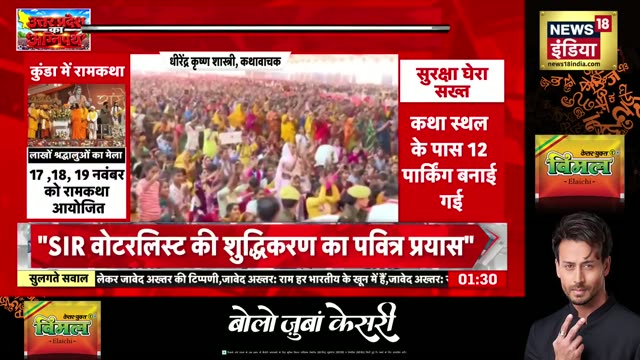 उत्तर प्रदेश
का
अग्निपथ
कुंडा में रामकथा
लाखों श्रद्धालुओं का मेला
17 ,18, 19 नवंबर
को रामकथा
आयोजित
धीरेंद्र कृष्ण शास्त्री, कथावाचक
सुरक्षा घेरा
सख्त
कथा स्थल
के पास 12
पार्किंग बनाई
गई
NEWS 18
इंडिया
news18india.com
केसर-युक्त
विमल
Elaichi
"SIR वोटरलिस्ट की शुद्धिकरण का पवित्र प्रयास"
सुलगते सवाल
लेकर जावेद अख्तर की टिप्पणी,जावेद अख्तर: राम हर भारतीय के खून में हैं,जावेद अख्तर:
01:30
केसर-युक्त
विमल
Elaichi
बोलो ज़ुबां केसरी